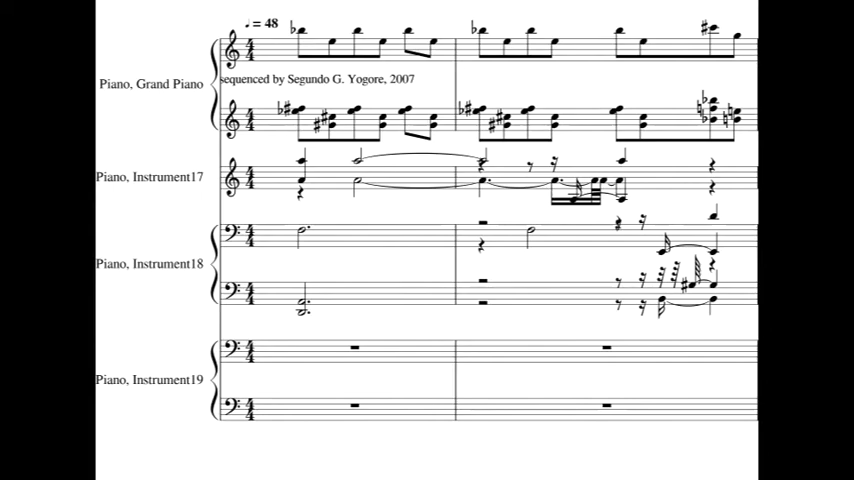 ♩ = 48
Piano, Grand Piano
sequenced by Segundo G. Yogore, 2007
Piano, Instrument17
Piano, Instrument18
Piano, Instrument19